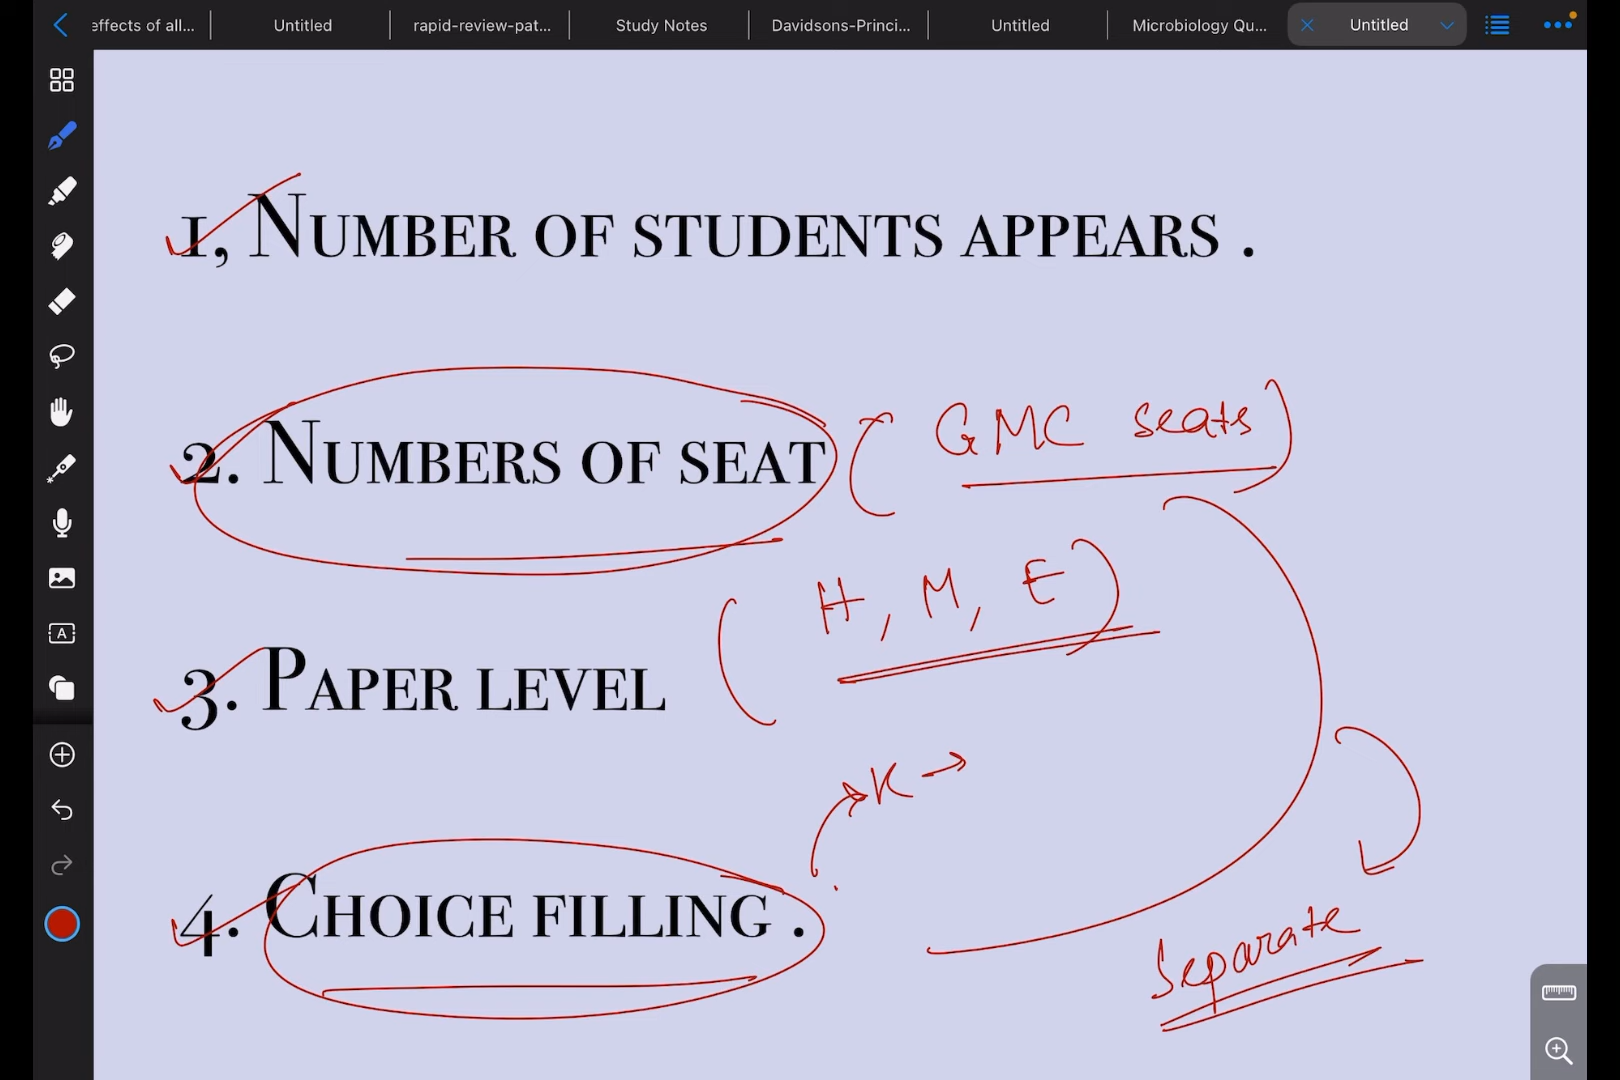 effects of all...
Untitled
rapid-review-pat...
Study Notes
Davidsons-Princi...
Untitled
Microbiology Qu...
Untitled
1, Number of students appears .
2. Numbers of seat
(GMC seats)
(H, M, E)
3. Paper level
K →
4. Choice filling .
Separate
A